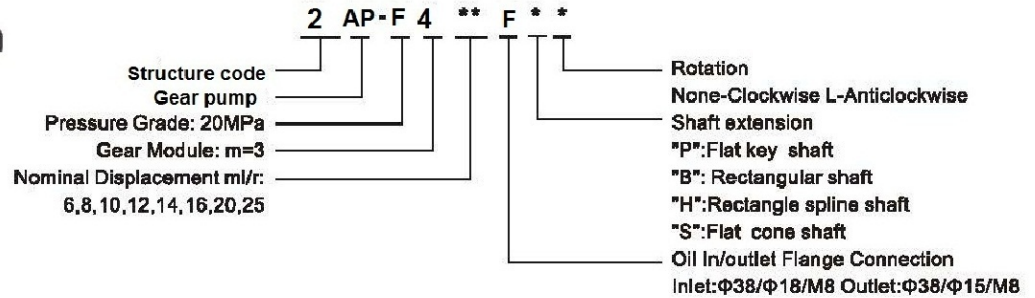 2 AP-F 4 ** F * *
Structure code
Gear pump
Pressure Grade: 20MPa
Gear Module: m=3
Nominal Displacement ml/r:
6,8,10,12,14,16,20,25
Rotation
None-Clockwise L-Anticlockwise
Shaft extension
"P":Flat key shaft
"B": Rectangular shaft
"H":Rectangle spline shaft
"S":Flat cone shaft
Oil In/outlet Flange Connection
Inlet:Φ38/Φ18/M8 Outlet:Φ38/Φ15/M8